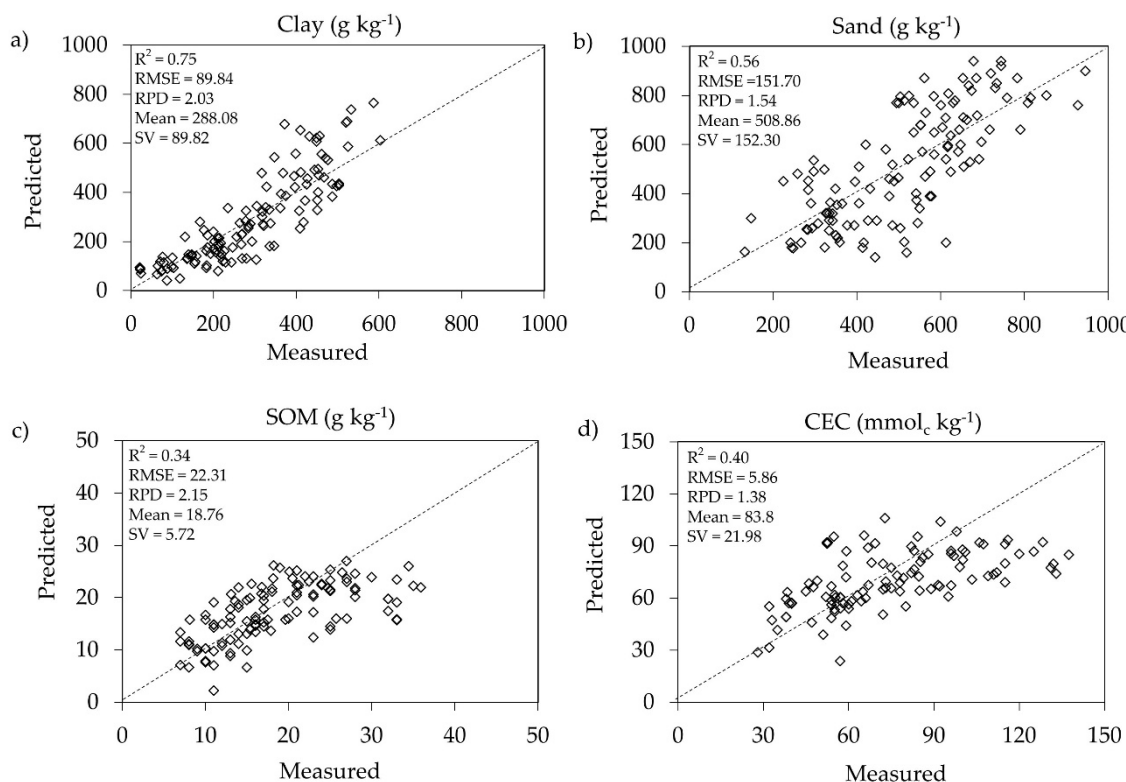 a)
Clay (g kg⁻¹)
R² = 0.75
RMSE = 89.84
RPD = 2.03
Mean = 288.08
SV = 89.82
1000
800
600
400
200
0
Predicted
0 200 400 600 800 1000
Measured
b)
Sand (g kg⁻¹)
R² = 0.56
RMSE =151.70
RPD = 1.54
Mean = 508.86
SV = 152.30
1000
800
600
400
200
0
Predicted
0 200 400 600 800 1000
Measured
c)
SOM (g kg⁻¹)
R² = 0.34
RMSE = 22.31
RPD = 2.15
Mean = 18.76
SV = 5.72
50
40
30
20
10
0
Predicted
0 10 20 30 40 50
Measured
d)
CEC (mmol_c kg⁻¹)
R² = 0.40
RMSE = 5.86
RPD = 1.38
Mean = 83.8
SV = 21.98
150
120
90
60
30
0
Predicted
0 30 60 90 120 150
Measured